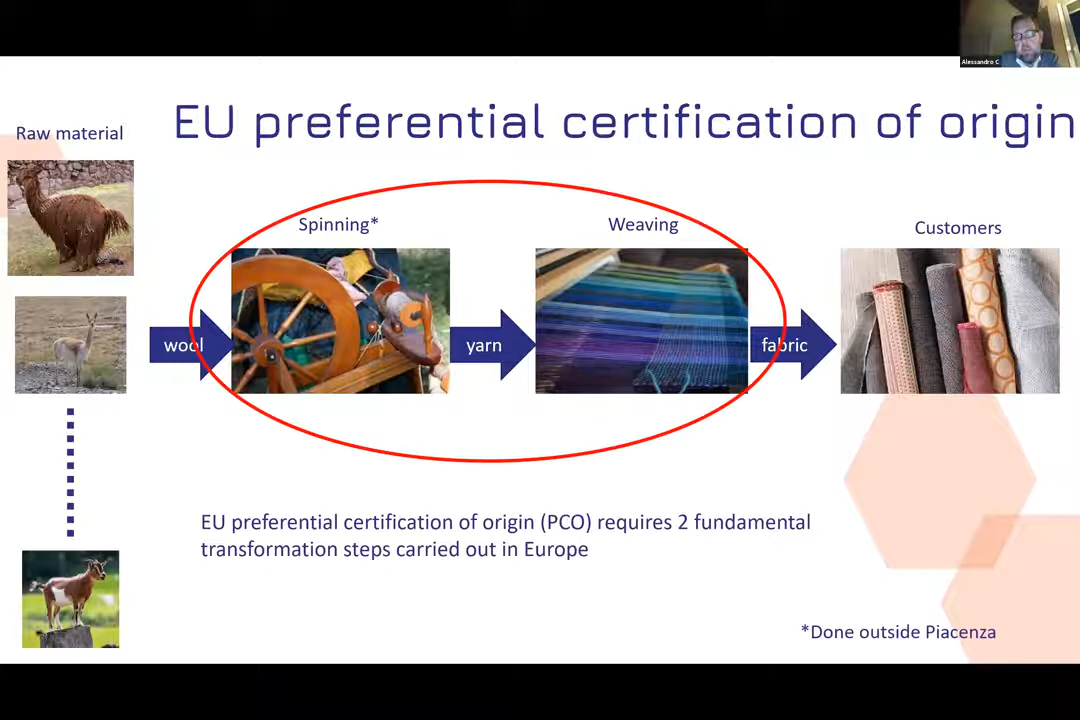 Alessandro C
EU preferential certification of origin
Raw material
Spinning*
Weaving
Customers
wool
yarn
fabric
EU preferential certification of origin (PCO) requires 2 fundamental
transformation steps carried out in Europe
*Done outside Piacenza